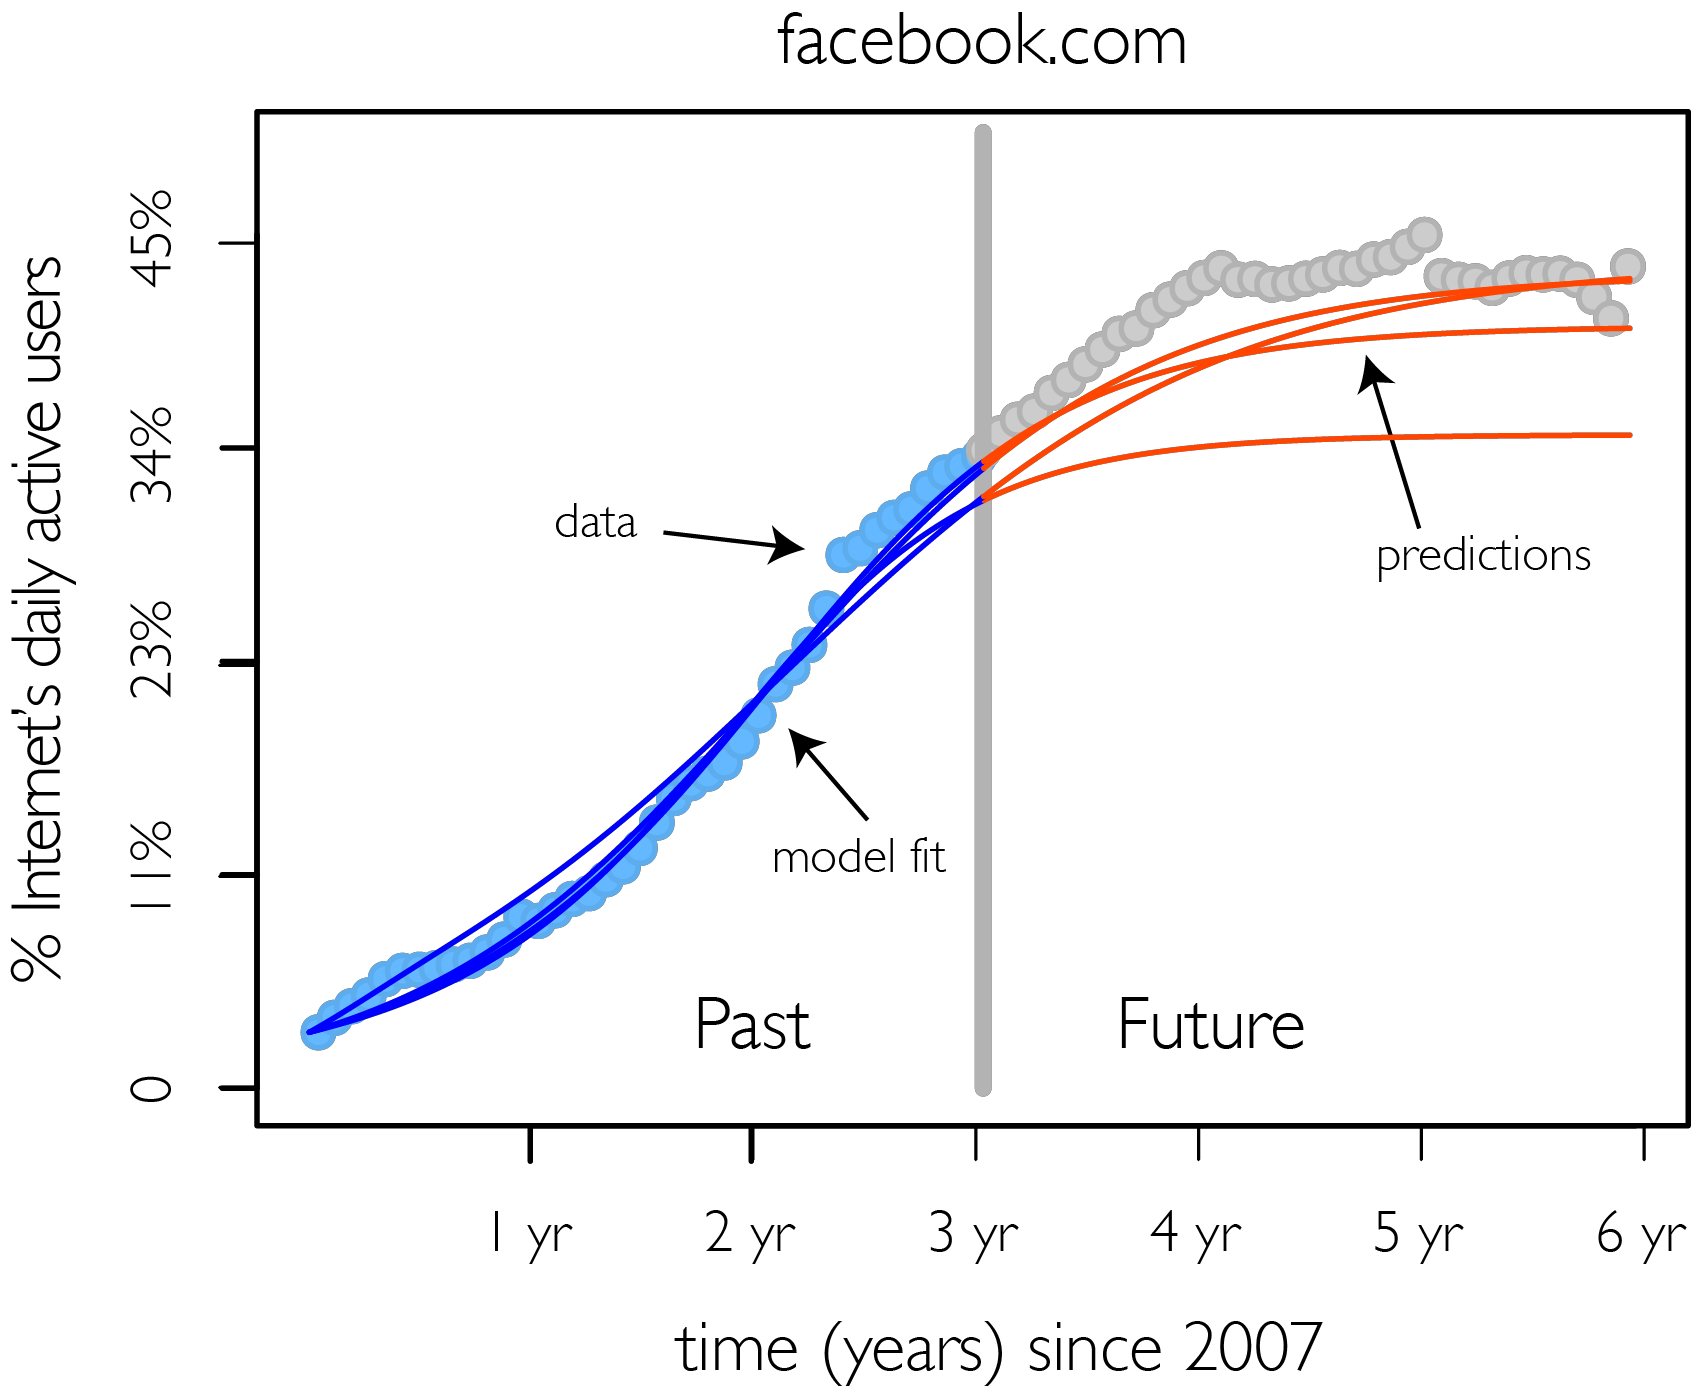 facebook.com
% Internet's daily active users
45%
34%
23%
11%
0
data
model fit
predictions
Past
Future
1 yr
2 yr
3 yr
4 yr
5 yr
6 yr
time (years) since 2007